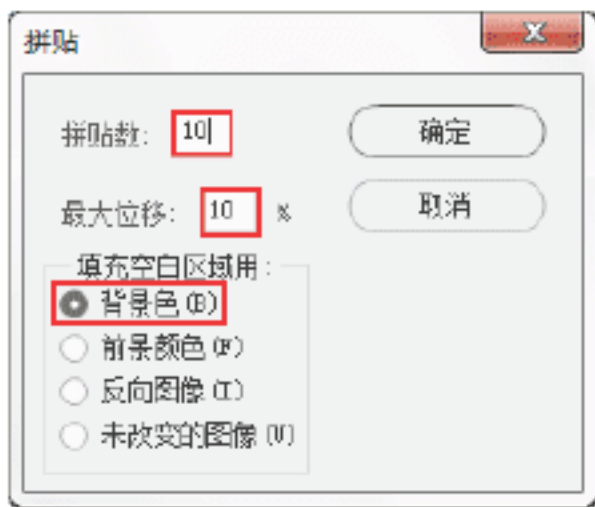 拼贴
拼贴数: 10 确定
最大位移: 10 % 取消
填充空白区域用:
背景色(B)
前景颜色(F)
反向图像(I)
未改变的图像(U)